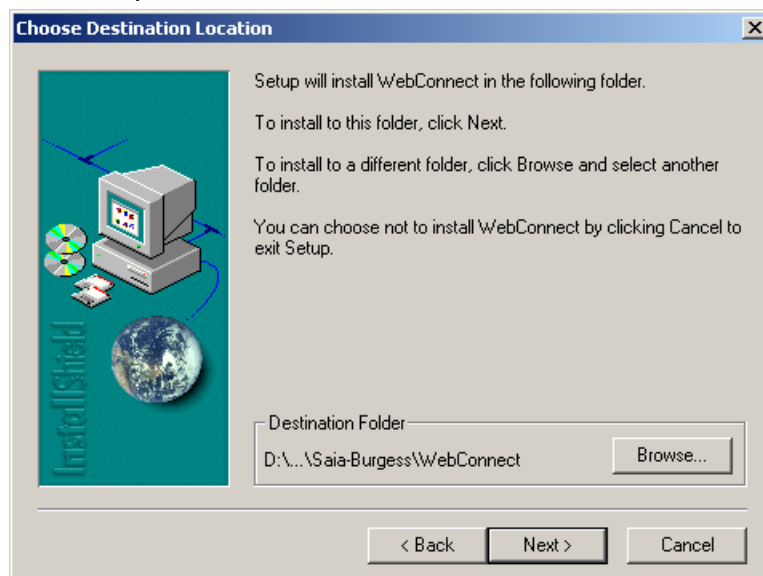 Choose Destination Location
Setup will install WebConnect in the following folder.
To install to this folder, click Next.
To install to a different folder, click Browse and select another
folder.
You can choose not to install WebConnect by clicking Cancel to
exit Setup.
InstallShield
Destination Folder
D:\...\Saia-Burgess\WebConnect
Browse...
< Back
Next >
Cancel